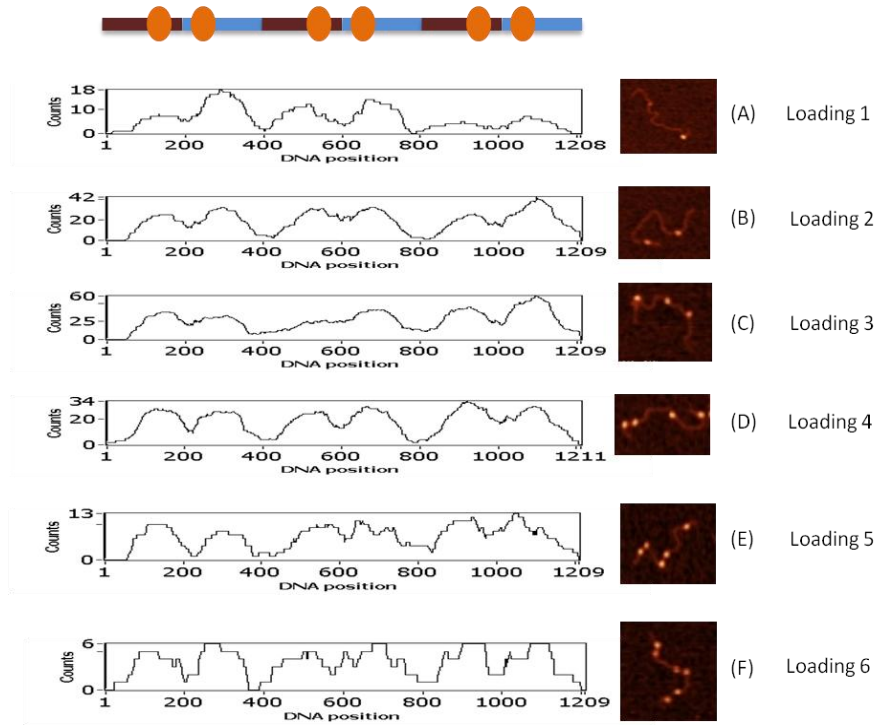 18
10
0
Counts
1 200 400 600 800 1000 1208
DNA position
(A) Loading 1
42
20
0
Counts
1 200 400 600 800 1000 1209
DNA position
(B) Loading 2
60
25
0
Counts
1 200 400 600 800 1000 1209
DNA position
(C) Loading 3
34
20
0
Counts
1 200 400 600 800 1000 1211
DNA position
(D) Loading 4
13
0
Counts
1 200 400 600 800 1000 1209
DNA position
(E) Loading 5
6
0
Counts
1 200 400 600 800 1000 1209
DNA position
(F) Loading 6